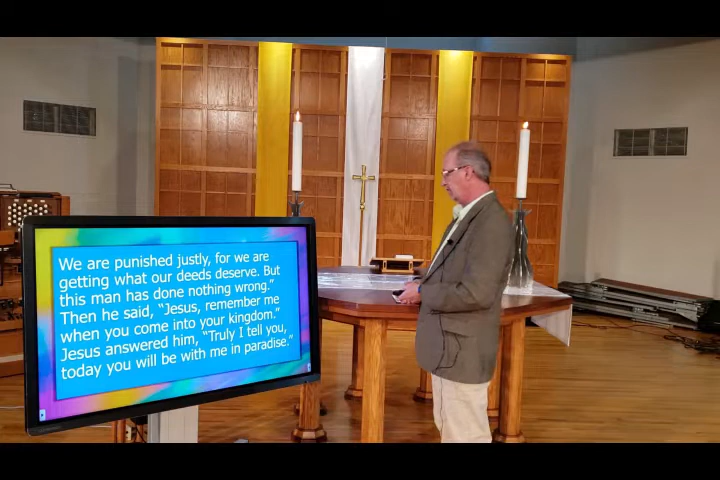 We are punished justly, for we are
getting what our deeds deserve. But
this man has done nothing wrong.”
Then he said, “Jesus, remember me
when you come into your kingdom.”
Jesus answered him, “Truly I tell you,
today you will be with me in paradise.”